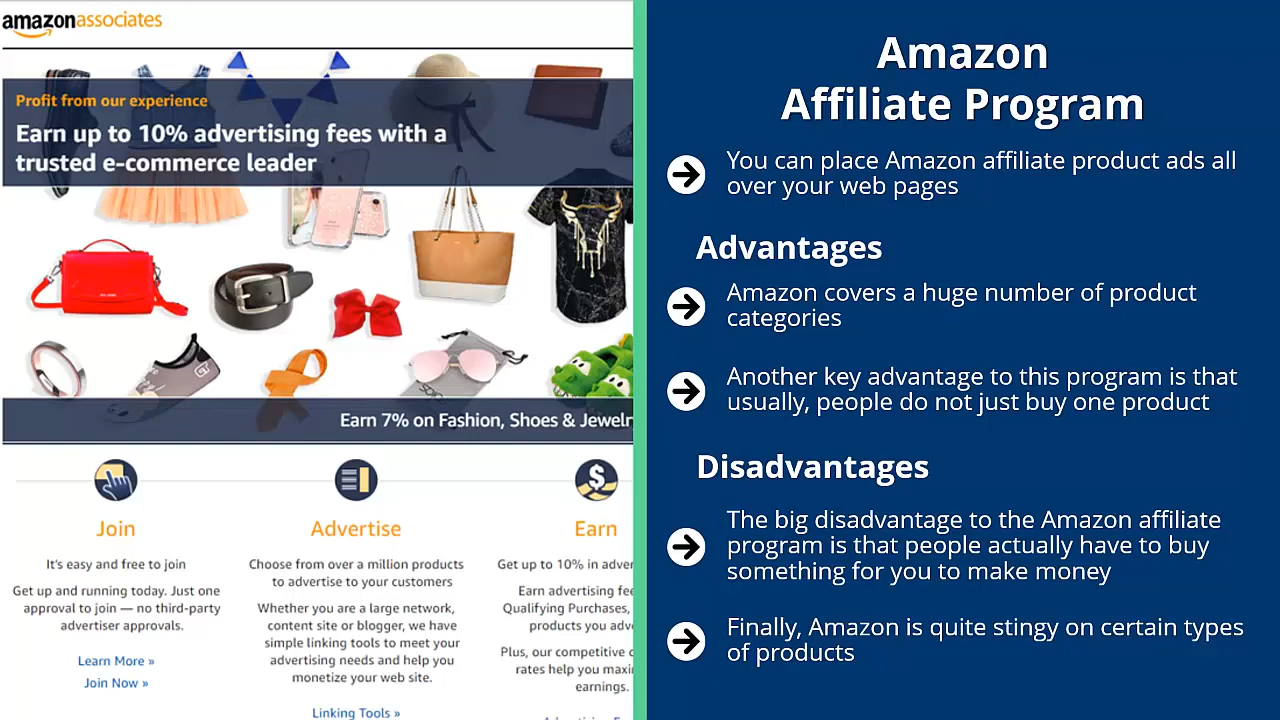 amazonassociates
Profit from our experience
Earn up to 10% advertising fees with a
trusted e-commerce leader
Earn 7% on Fashion, Shoes &
Join
It's easy and free to join
Get up and running today. Just one
approval to join — no third-party
advertiser approvals.
Learn More »
Join Now »
Advertise
Choose from over a million products
to advertise to your customers
Whether you are a large network,
content site or blogger, we have
simple linking tools to meet your
advertising needs and help you
monetize your web site.
Linking Tools »
Earn
Get up to 10% in
Earn advertising
Qualifying Purchases,
products you
Plus, our competitive
rates help you
earnings.
Amazon
Affiliate Program
You can place Amazon affiliate product ads all
over your web pages
Advantages
Amazon covers a huge number of product
categories
Another key advantage to this program is that
usually, people do not just buy one product
Disadvantages
The big disadvantage to the Amazon affiliate
program is that people actually have to buy
something for you to make money
Finally, Amazon is quite stingy on certain types
of products